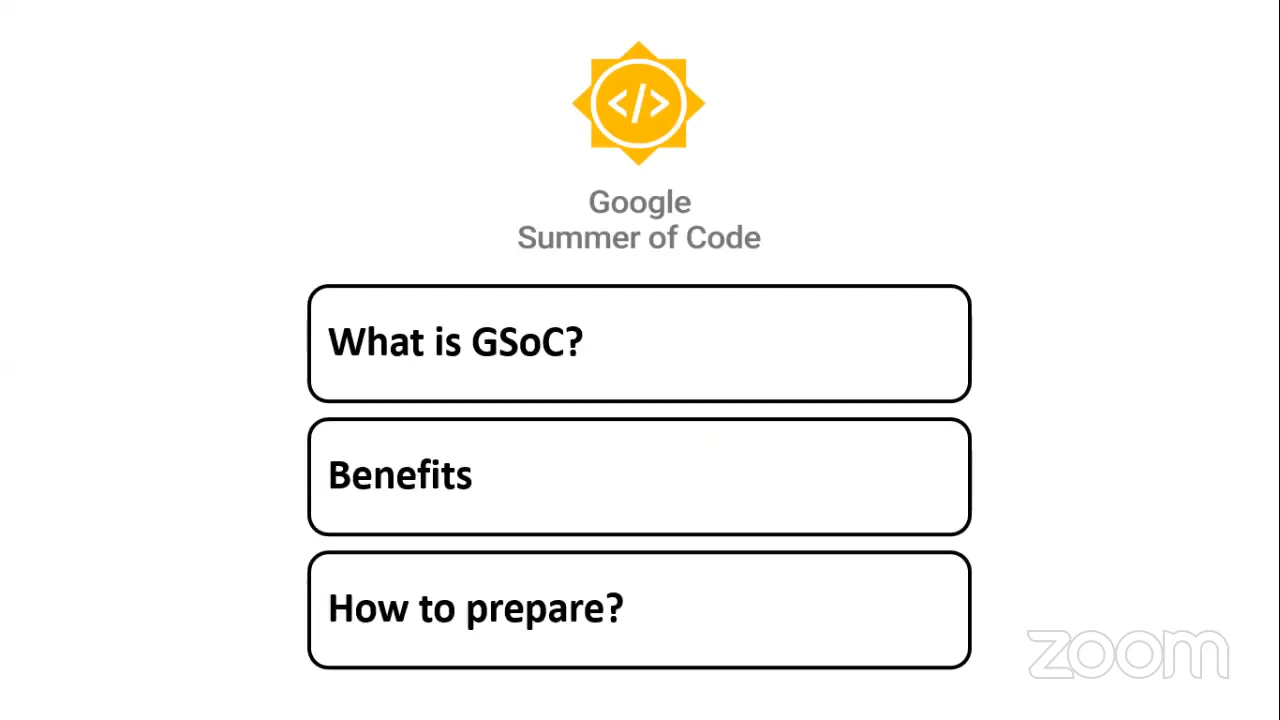 </>
Google
Summer of Code
What is GSoC?
Benefits
How to prepare?
zoom